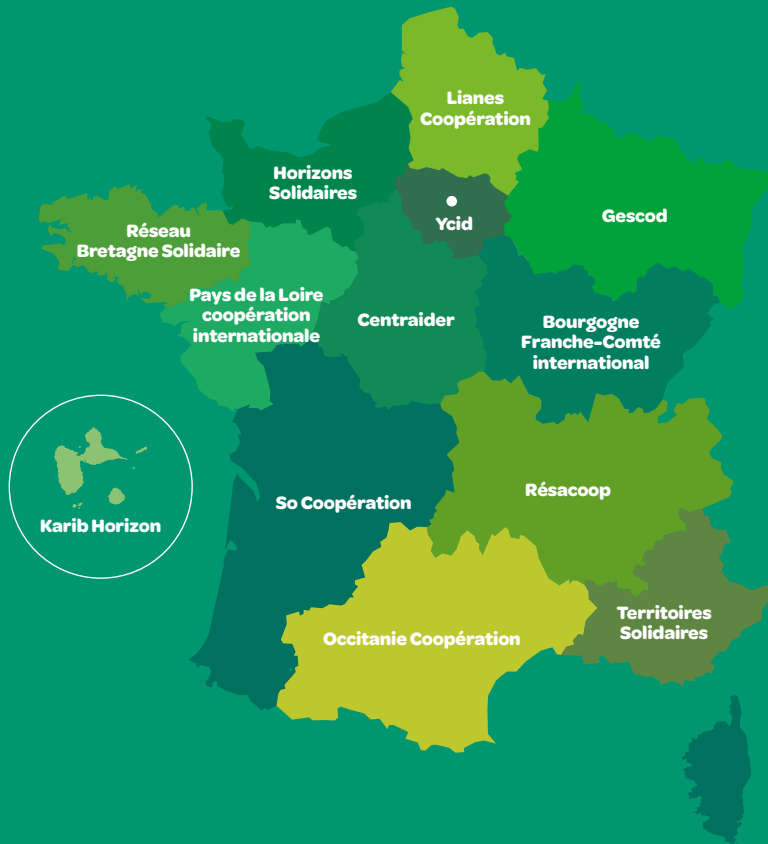 Lianes
Coopération
Horizons
Solidaires
Ycid
Gescod
Réseau
Bretagne Solidaire
Pays de la Loire
coopération
internationale
Centraider
Bourgogne
Franche-Comté
international
Karib Horizon
So Coopération
Résacoop
Occitanie Coopération
Territoires
Solidaires